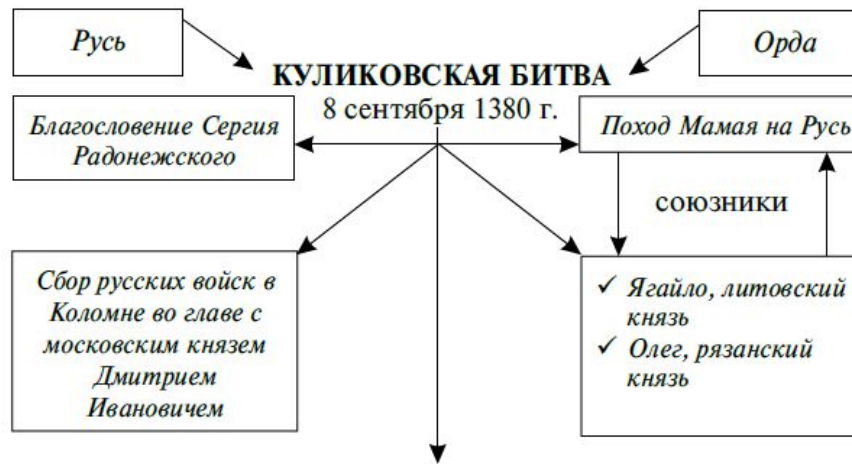 Русь
Орда
КУЛИКОВСКАЯ БИТВА
8 сентября 1380 г.
Благословение Сергия
Радонежского
Поход Мамая на Русь
союзники
Сбор русских войск в
Коломне во главе с
московским князем
Дмитрием
Ивановичем
✓ Ягайло, литовский
князь
✓ Олег, рязанский
князь